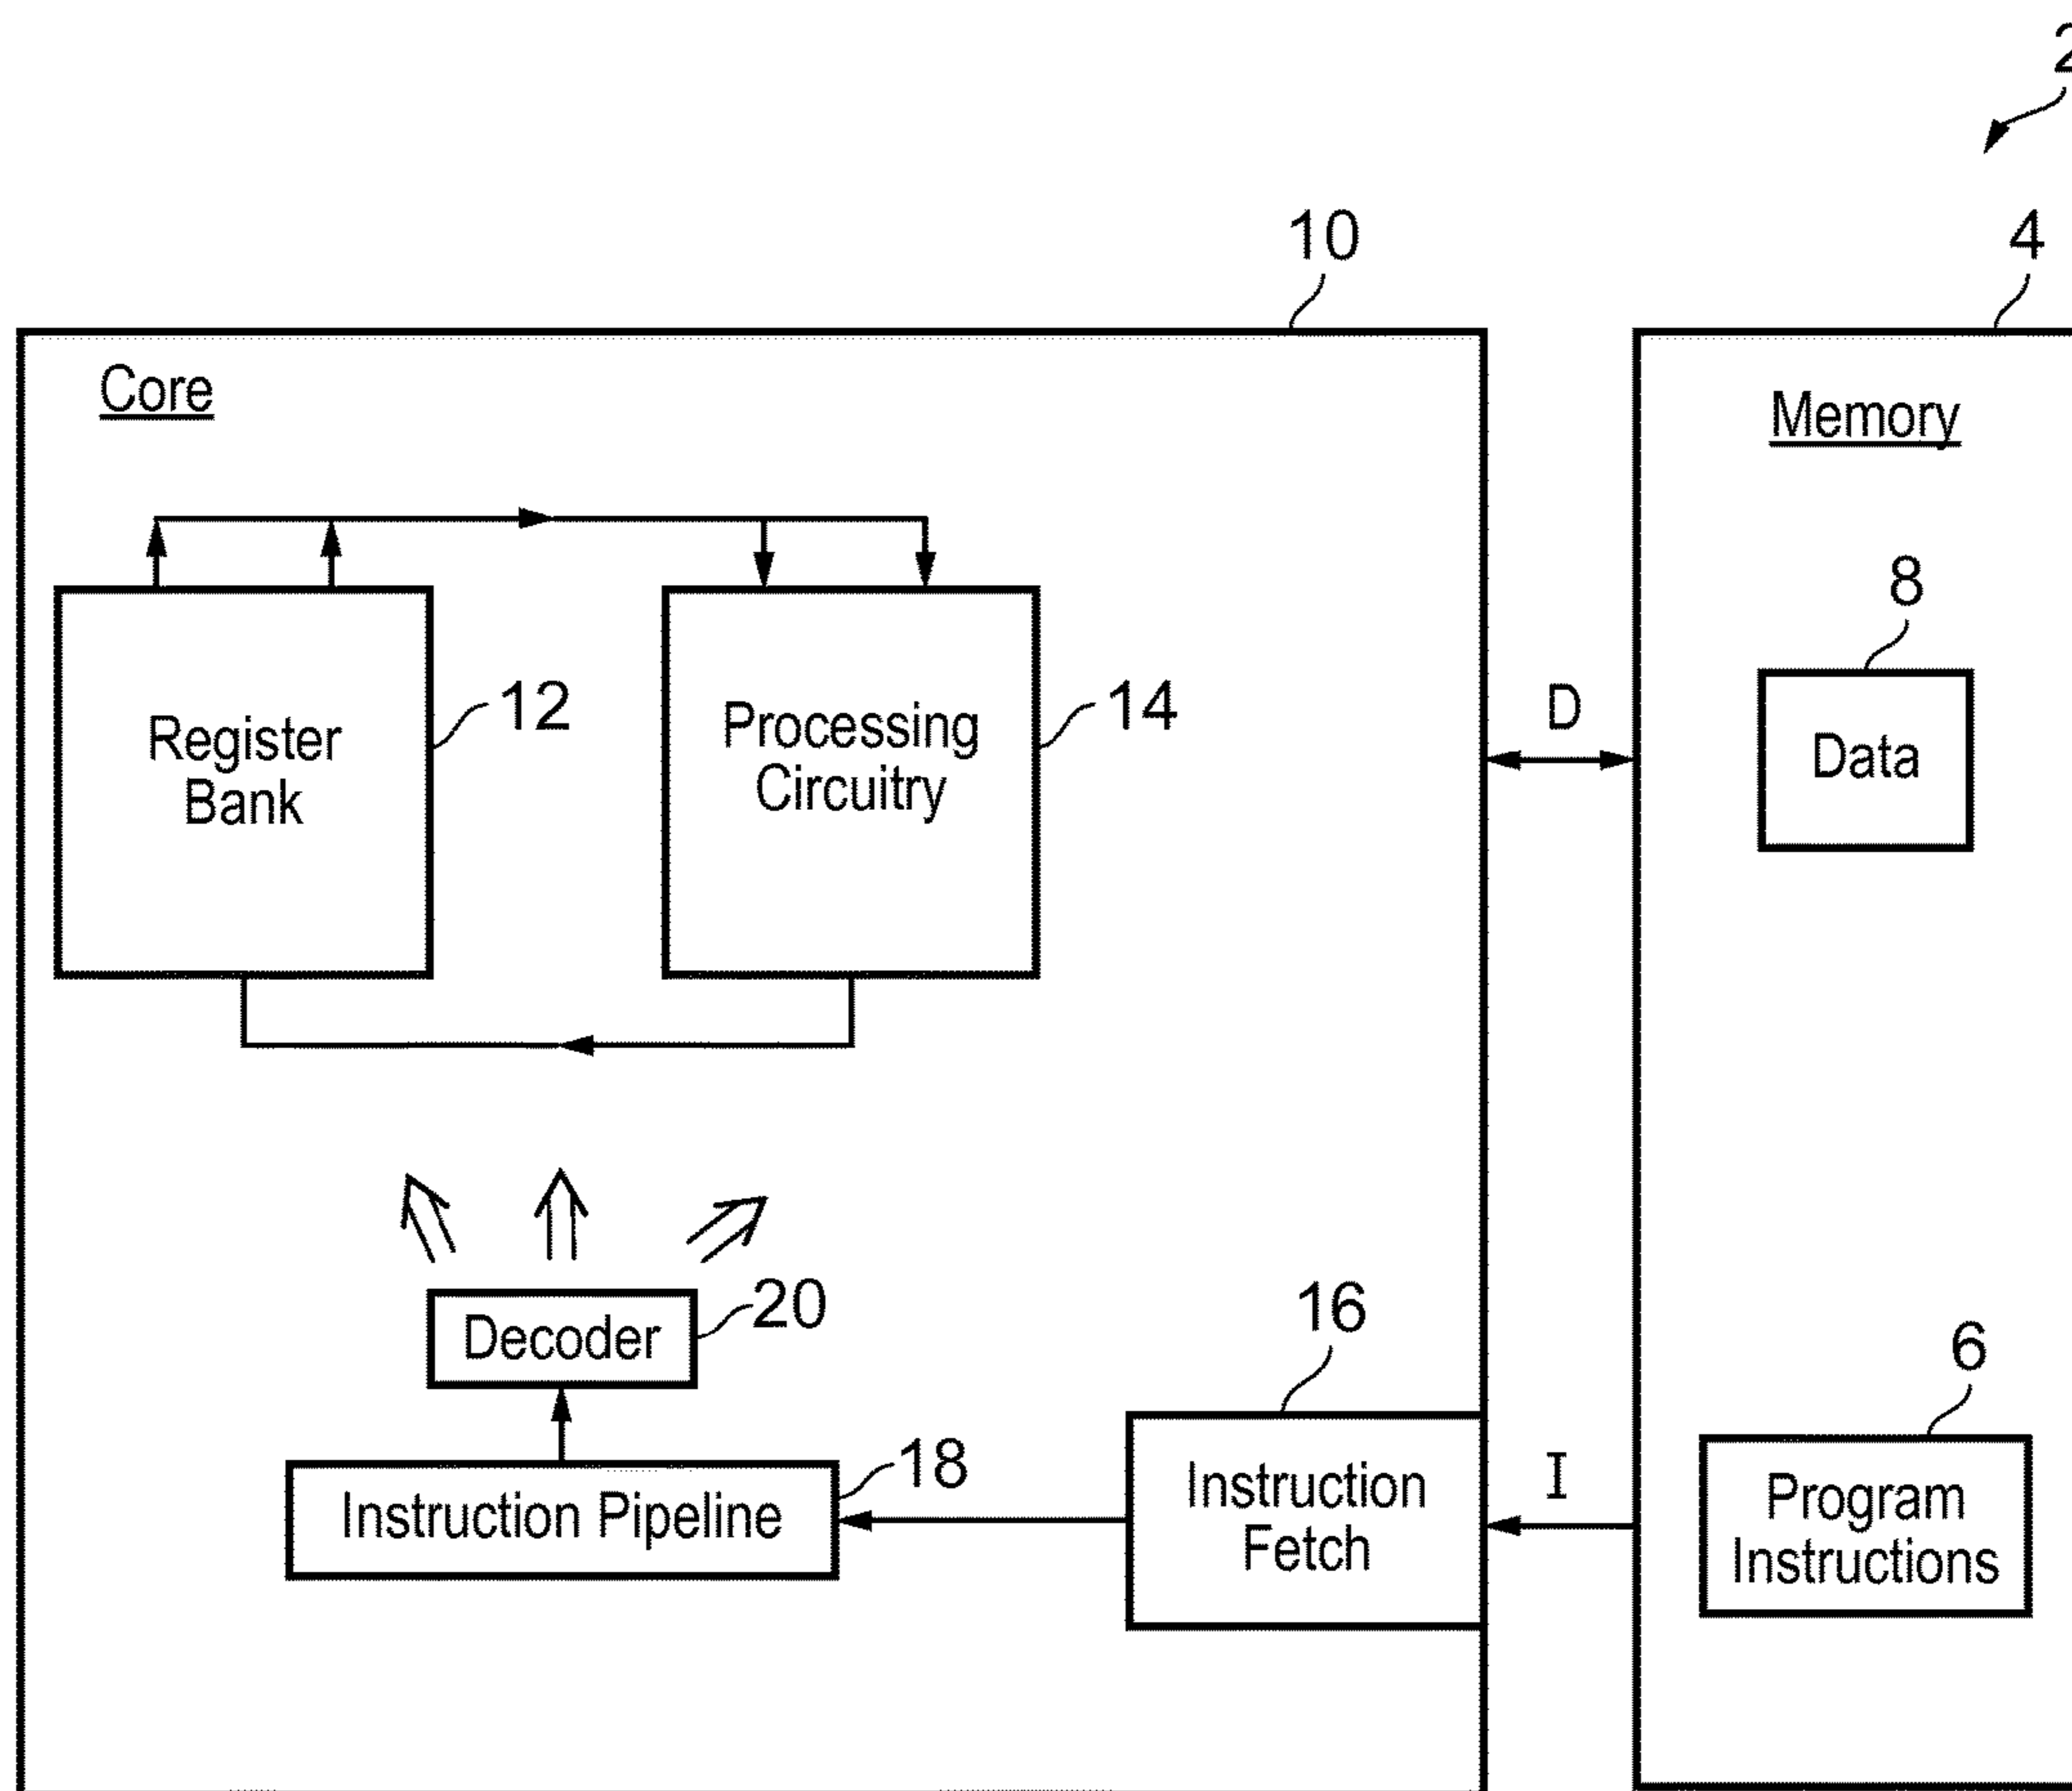 2
10
4
Core
Memory
8
Register
Bank
12
Processing
Circuitry
14
D
Data
Decoder
20
16
6
Instruction Pipeline
18
Instruction
Fetch
I
Program
Instructions